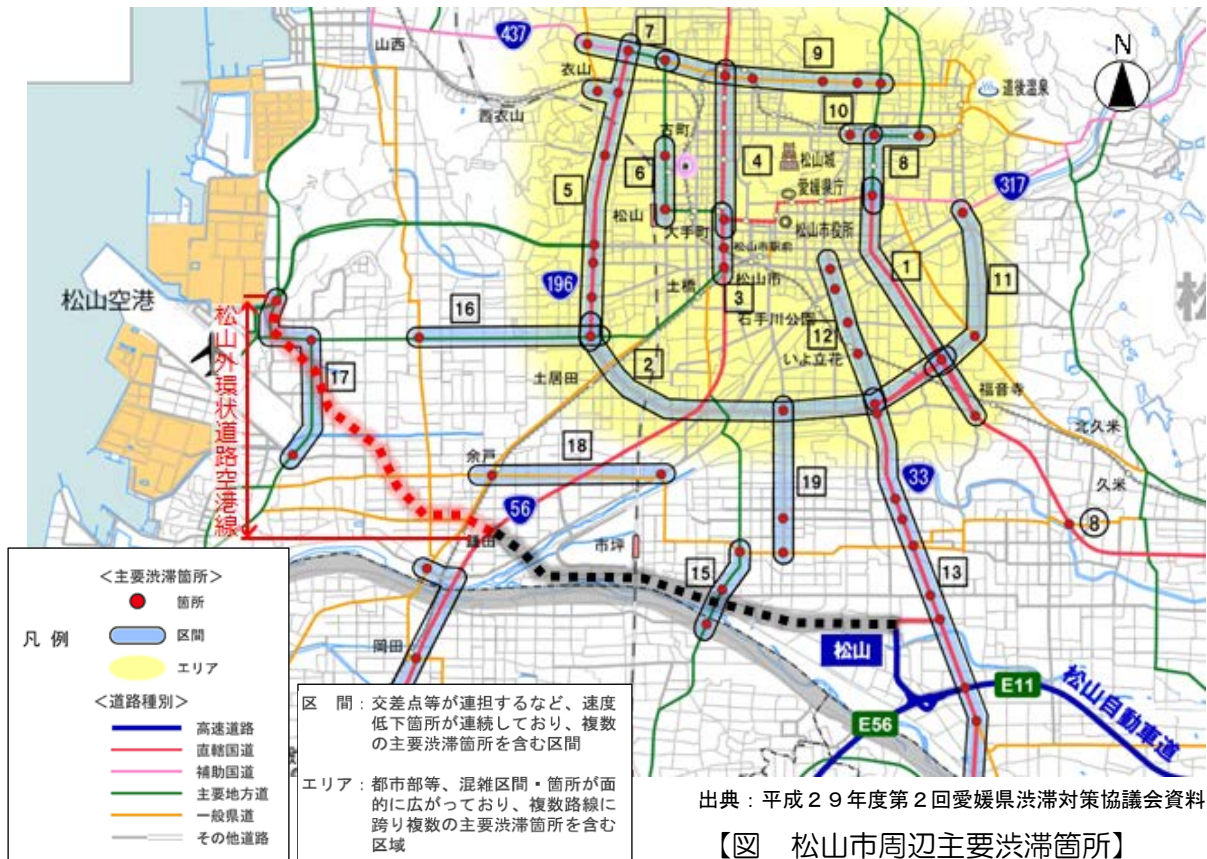 437
山西
7
9
N
衣山
西衣山
道後温泉
10
古町
松山城
8
4
5
6
愛媛県庁
317
松山
大手町
松山市役所
松山市駅前
1
松山空港
196
土橋
松山市
3
11
16
石手川公園
12
いよ立花
2
土居田
福音寺
17
松山外環状道路空港線
北久米
余戸
18
19
33
久米
56
8
鎌田
市坪
15
13
岡田
松山
E11
松山自動車道
E56
凡 例
<主要渋滞箇所>
箇所
区間
エリア
<道路種別>
高速道路
直轄国道
補助国道
主要地方道
一般県道
その他道路
区 間：交差点等が連担するなど、速度
低下箇所が連続しており、複数
の主要渋滞箇所を含む区間
エリア：都市部等、混雑区間・箇所が面
的に広がっており、複数路線に
跨り複数の主要渋滞箇所を含む
区域
出典：平成２９年度第２回愛媛県渋滞対策協議会資料
【図　松山市周辺主要渋滞箇所】